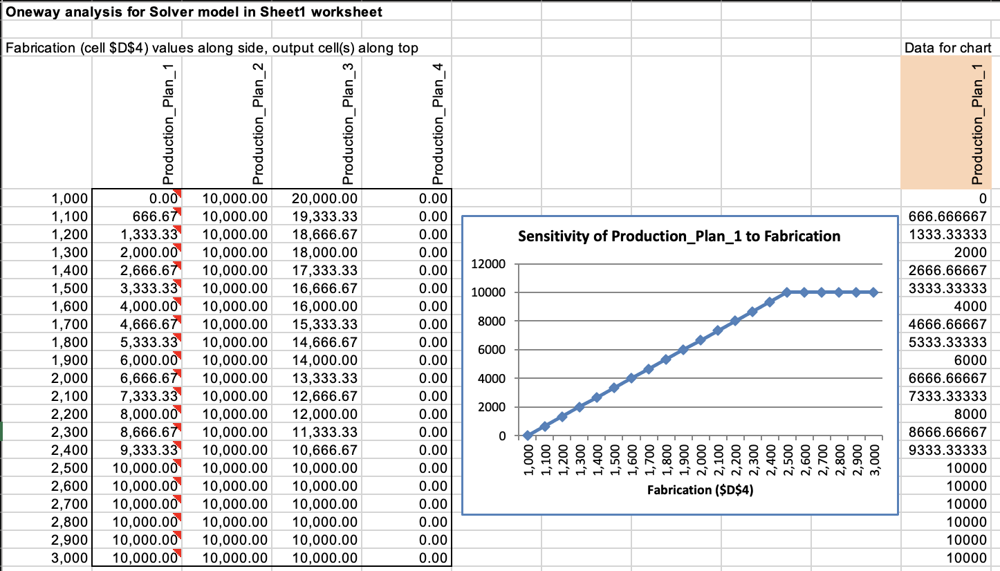 Oneway analysis for Solver model in Sheet1 worksheet
Fabrication (cell $D$4) values along side, output cell(s) along top Data for chart
Production_Plan_1 Production_Plan_2 Production_Plan_3 Production_Plan_4 Production_Plan_1
1,000 0.00 10,000.00 20,000.00 0.00 0
1,100 666.67 10,000.00 19,333.33 0.00 666.666667
1,200 1,333.33 10,000.00 18,666.67 0.00 1333.33333
1,300 2,000.00 10,000.00 18,000.00 0.00 2000
1,400 2,666.67 10,000.00 17,333.33 0.00 2666.66667
1,500 3,333.33 10,000.00 16,666.67 0.00 3333.33333
1,600 4,000.00 10,000.00 16,000.00 0.00 4000
1,700 4,666.67 10,000.00 15,333.33 0.00 4666.66667
1,800 5,333.33 10,000.00 14,666.67 0.00 5333.33333
1,900 6,000.00 10,000.00 14,000.00 0.00 6000
2,000 6,666.67 10,000.00 13,333.33 0.00 6666.66667
2,100 7,333.33 10,000.00 12,666.67 0.00 7333.33333
2,200 8,000.00 10,000.00 12,000.00 0.00 8000
2,300 8,666.67 10,000.00 11,333.33 0.00 8666.66667
2,400 9,333.33 10,000.00 10,666.67 0.00 9333.33333
2,500 10,000.00 10,000.00 10,000.00 0.00 10000
2,600 10,000.00 10,000.00 10,000.00 0.00 10000
2,700 10,000.00 10,000.00 10,000.00 0.00 10000
2,800 10,000.00 10,000.00 10,000.00 0.00 10000
2,900 10,000.00 10,000.00 10,000.00 0.00 10000
3,000 10,000.00 10,000.00 10,000.00 0.00 10000
Sensitivity of Production_Plan_1 to Fabrication
12000
10000
8000
6000
4000
2000
0
1,000 1,100 1,200 1,300 1,400 1,500 1,600 1,700 1,800 1,900 2,000 2,100 2,200 2,300 2,400 2,500 2,600 2,700 2,800 2,900 3,000
Fabrication ($D$4)